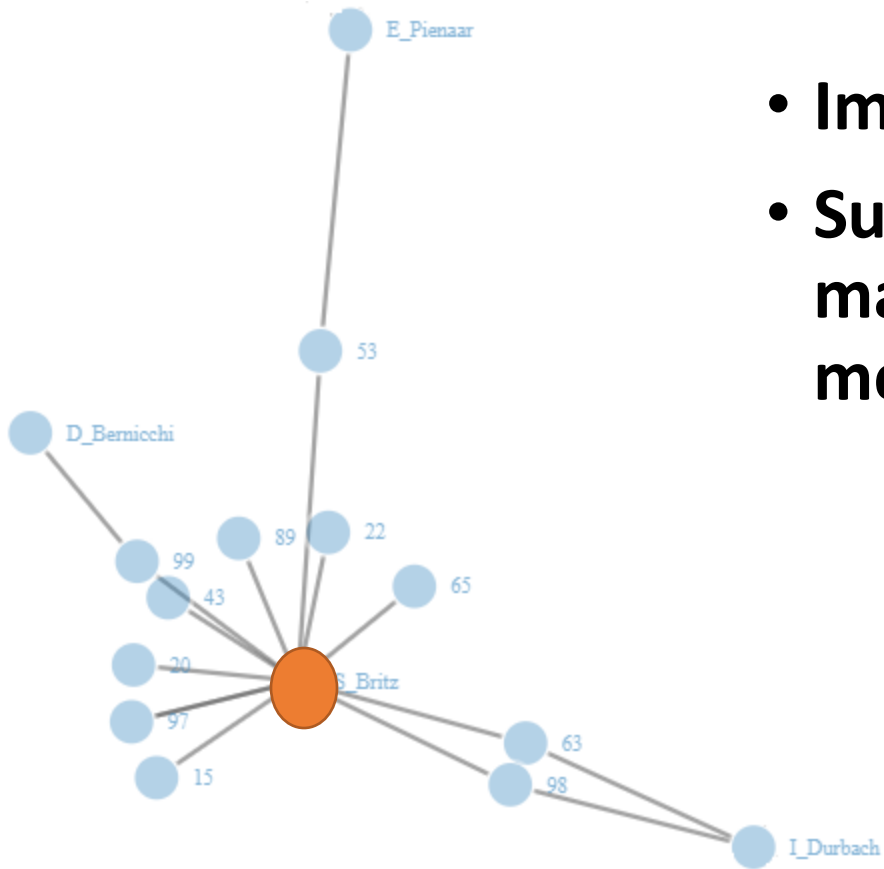 E_Pienaar
• Im
• Su
ma
53
D_Bernicchi
89
22
99
65
43
20
S_Britz
97
63
15
98
I_Durbach